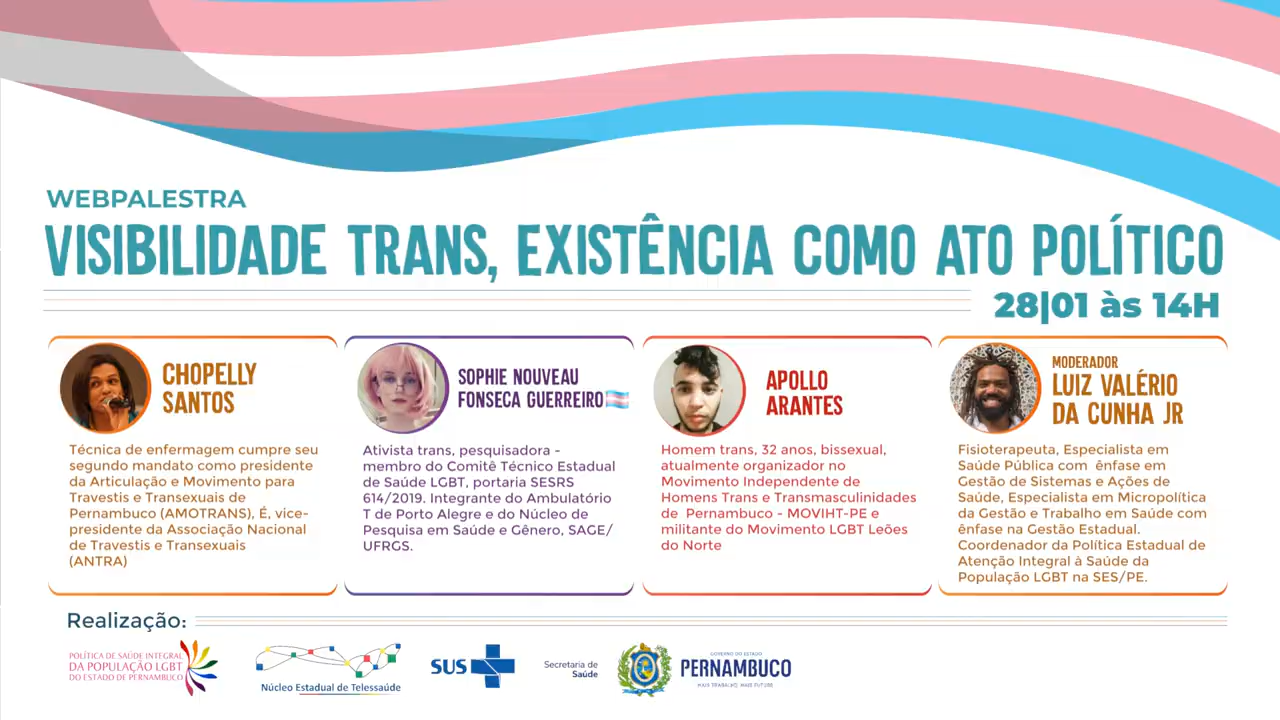 WEBPALESTRA
VISIBILIDADE TRANS, EXISTÊNCIA COMO ATO POLÍTICO
28|01 às 14H
CHOPELLY
SANTOS
Técnica de enfermagem cumpre seu
segundo mandato como presidente
da Articulação e Movimento para
Travestis e Transexuais de
Pernambuco (AMOTRANS), É, vice-
presidente da Associação Nacional
de Travestis e Transexuais
(ANTRA)
SOPHIE NOUVEAU
FONSECA GUERREIRO
Ativista trans, pesquisadora -
membro do Comitê Técnico Estadual
de Saúde LGBT, portaria SESRS
614/2019. Integrante do Ambulatório
T de Porto Alegre e do Núcleo de
Pesquisa em Saúde e Gênero, SAGE/
UFRGS.
APOLLO
ARANTES
Homem trans, 32 anos, bissexual,
atualmente organizador no
Movimento Independente de
Homens Trans e Transmasculinidades
de Pernambuco - MOVIHT-PE e
militante do Movimento LGBT Leões
do Norte
MODERADOR
LUIZ VALÉRIO
DA CUNHA JR
Fisioterapeuta, Especialista em
Saúde Pública com ênfase em
Gestão de Sistemas e Ações de
Saúde, Especialista em Micropolítica
da Gestão e Trabalho em Saúde com
ênfase na Gestão Estadual.
Coordenador da Política Estadual de
Atenção Integral à Saúde da
População LGBT na SES/PE.
Realização:
POLÍTICA DE SAÚDE INTEGRAL
DA POPULAÇÃO LGBT
DO ESTADO DE PERNAMBUCO
Núcleo Estadual de Telessaúde
SUS
Secretaria de
Saúde
GOVERNO DO ESTADO
PERNAMBUCO
MAIS TRABALHO, MAIS FUTURO